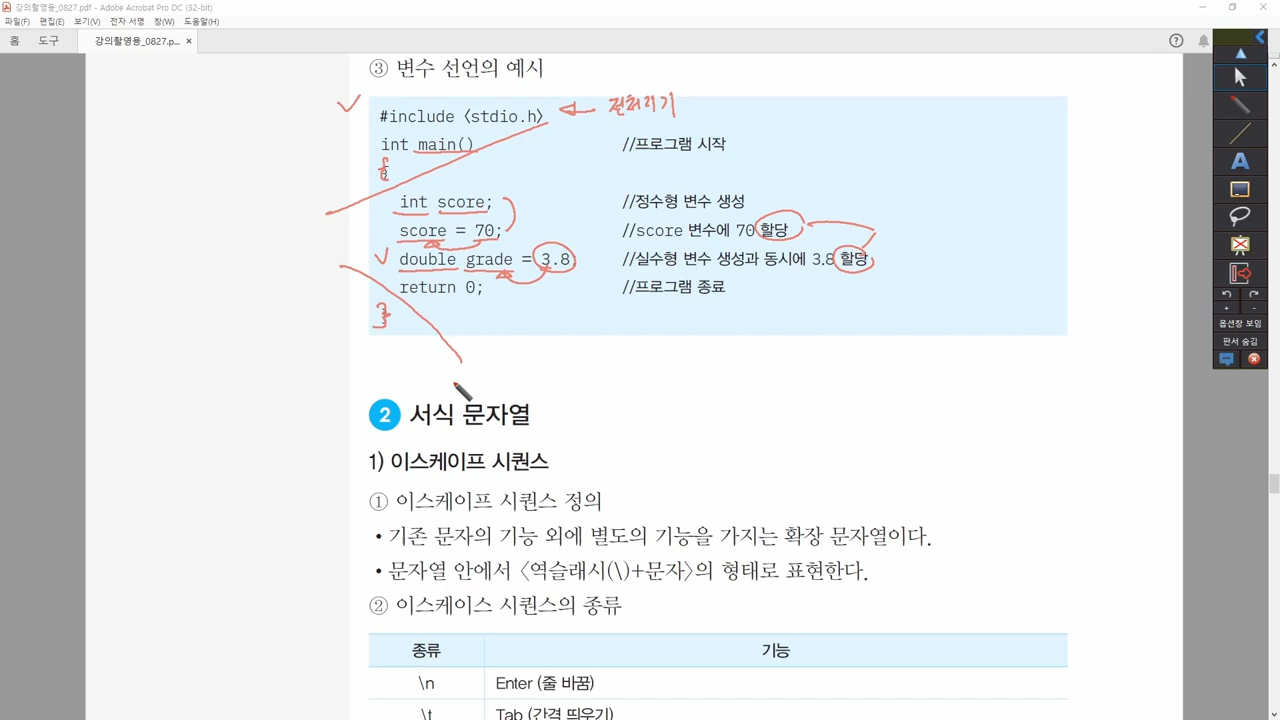 강의촬영용_0827.pdf - Adobe Acrobat Pro DC (32-bit)
파일(F) 편집(E) 보기(V) 전자 서명 창(W) 도움말(H)
홈 도구 강의촬영용_0827.p... ×
③ 변수 선언의 예시
#include 〈stdio.h〉 전처리기
int main() //프로그램 시작
{
int score; //정수형 변수 생성
score = 70; //score 변수에 70 할당
double grade = 3.8; //실수형 변수 생성과 동시에 3.8 할당
return 0; //프로그램 종료
}
2 서식 문자열
1) 이스케이프 시퀀스
① 이스케이프 시퀀스 정의
• 기존 문자의 기능 외에 별도의 기능을 가지는 확장 문자열이다.
• 문자열 안에서 〈역슬래시(\)+문자〉의 형태로 표현한다.
② 이스케이스 시퀀스의 종류
종류 기능
\n Enter (줄 바꿈)
\t Tab (간격 띄우기)
A
+ -
옵션창 보임
판서 숨김